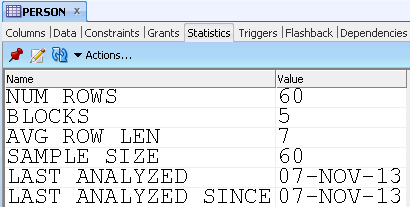 PERSON x
Columns Data Constraints Grants Statistics Triggers Flashback Dependencies
Actions...
Name Value
NUM ROWS 60
BLOCKS 5
AVG ROW LEN 7
SAMPLE SIZE 60
LAST ANALYZED 07-NOV-13
LAST ANALYZED SINCE 07-NOV-13